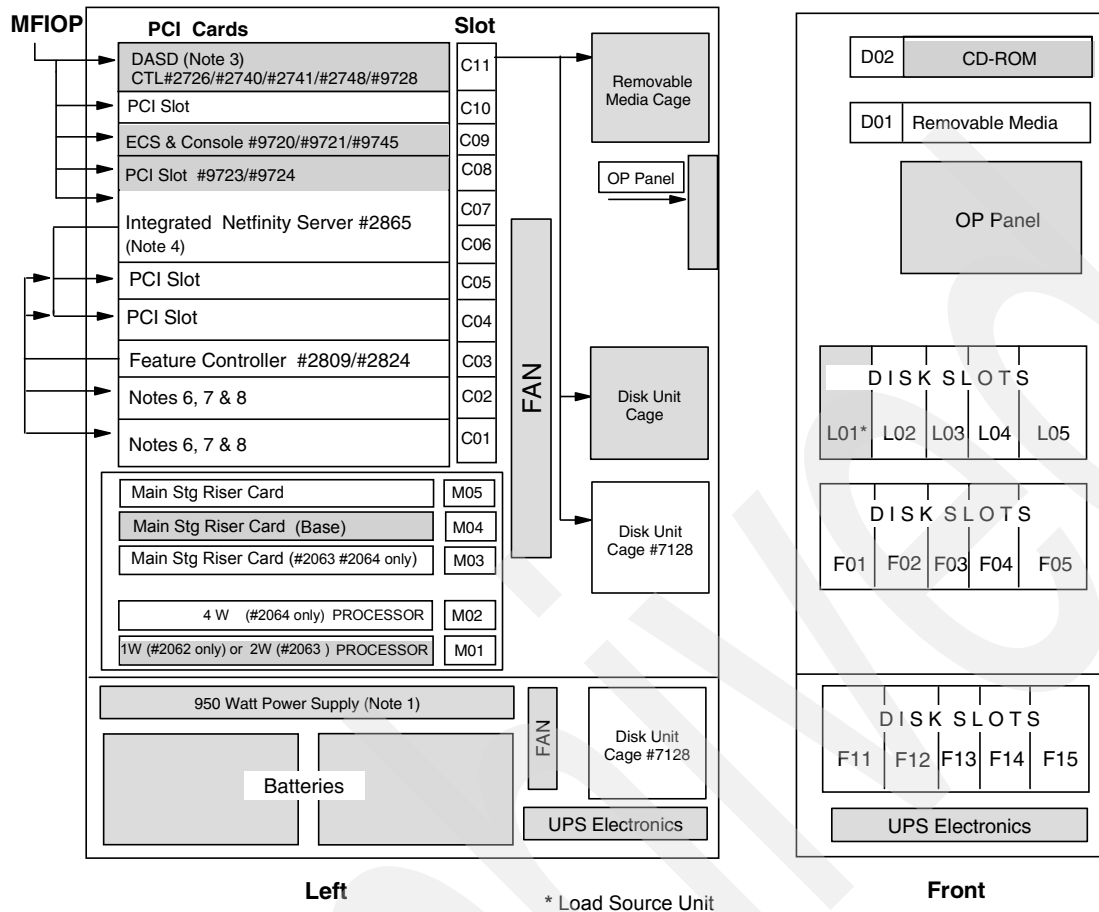 MFIOP
PCI Cards
Slot
DASD (Note 3)
CTL#2726/#2740/#2741/#2748/#9728
C11
PCI Slot
C10
ECS & Console #9720/#9721/#9745
C09
PCI Slot #9723/#9724
C08
C07
Integrated Netfinity Server #2865
(Note 4)
C06
PCI Slot
C05
PCI Slot
C04
Feature Controller #2809/#2824
C03
Notes 6, 7 & 8
C02
Notes 6, 7 & 8
C01
Main Stg Riser Card
M05
Main Stg Riser Card (Base)
M04
Main Stg Riser Card (#2063 #2064 only)
M03
4 W (#2064 only) PROCESSOR
M02
1W (#2062 only) or 2W (#2063 ) PROCESSOR
M01
FAN
Removable
Media Cage
OP Panel
Disk Unit
Cage
Disk Unit
Cage #7128
950 Watt Power Supply (Note 1)
Batteries
FAN
Disk Unit
Cage #7128
UPS Electronics
Left
* Load Source Unit
D02
CD-ROM
D01
Removable Media
OP Panel
DISK SLOTS
L01*
L02
L03
L04
L05
DISK SLOTS
F01
F02
F03
F04
F05
DISK SLOTS
F11
F12
F13
F14
F15
UPS Electronics
Front